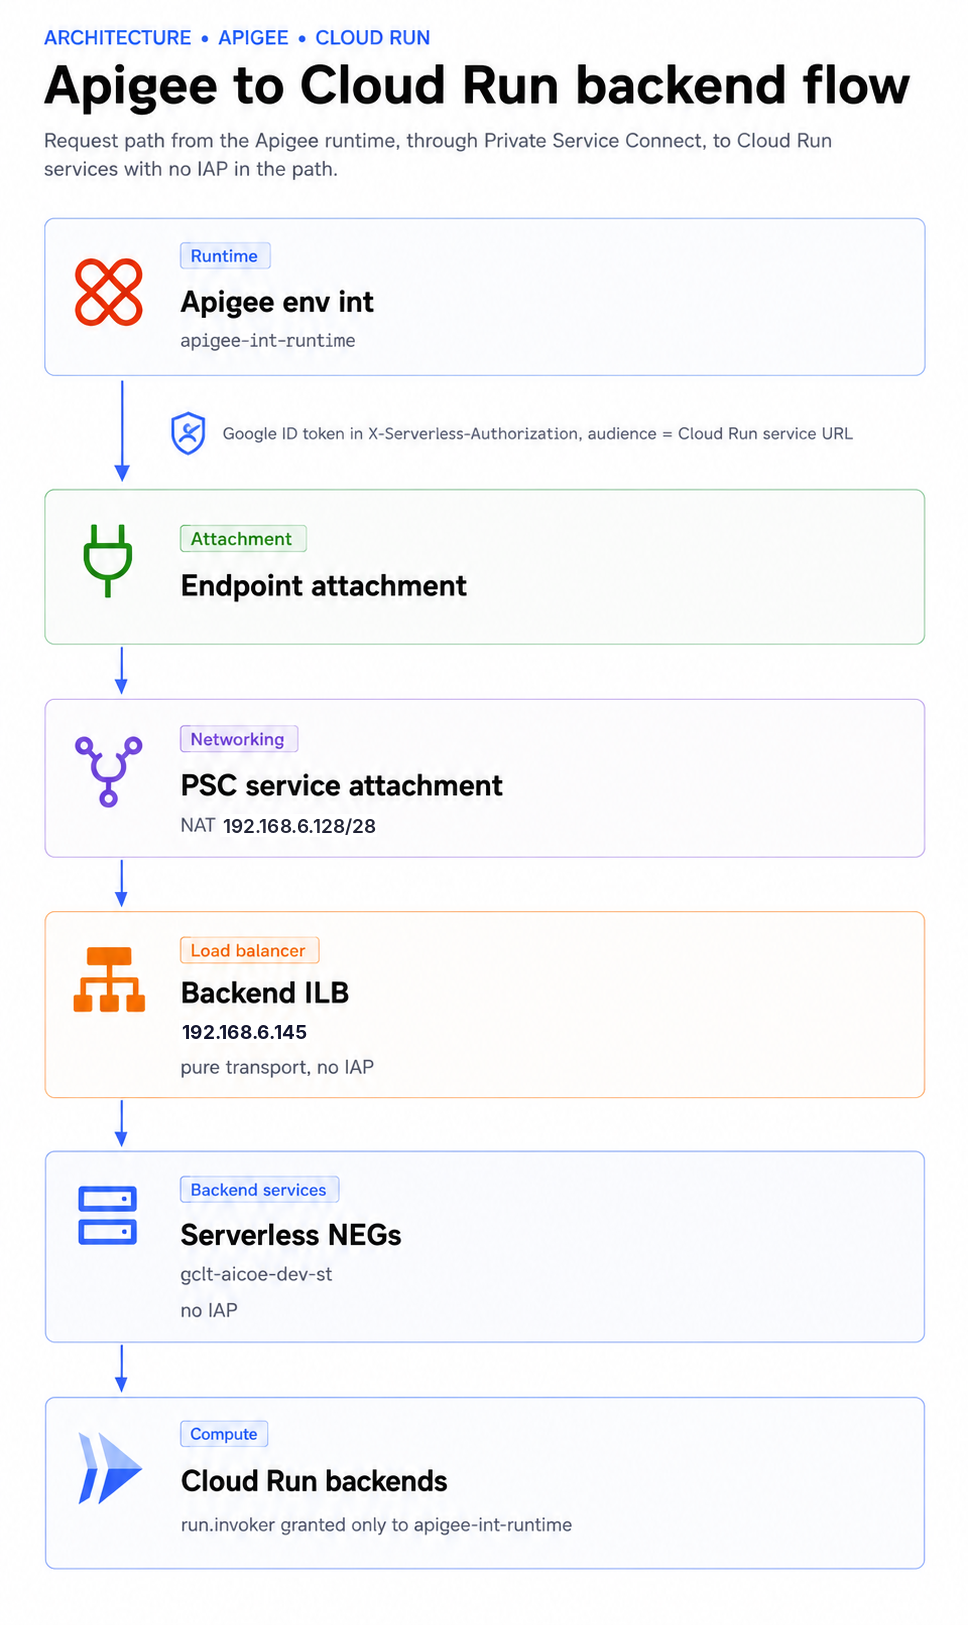 ARCHITECTURE • APIGEE • CLOUD RUN
Apigee to Cloud Run backend flow
Request path from the Apigee runtime, through Private Service Connect, to Cloud Run
services with no IAP in the path.
Runtime
Apigee env int
apigee-int-runtime
Google ID token in X-Serverless-Authorization, audience = Cloud Run service URL
Attachment
Endpoint attachment
Networking
PSC service attachment
NAT 192.168.6.128/28
Load balancer
Backend ILB
192.168.6.145
pure transport, no IAP
Backend services
Serverless NEGs
gclt-aicoe-dev-st
no IAP
Compute
Cloud Run backends
run.invoker granted only to apigee-int-runtime